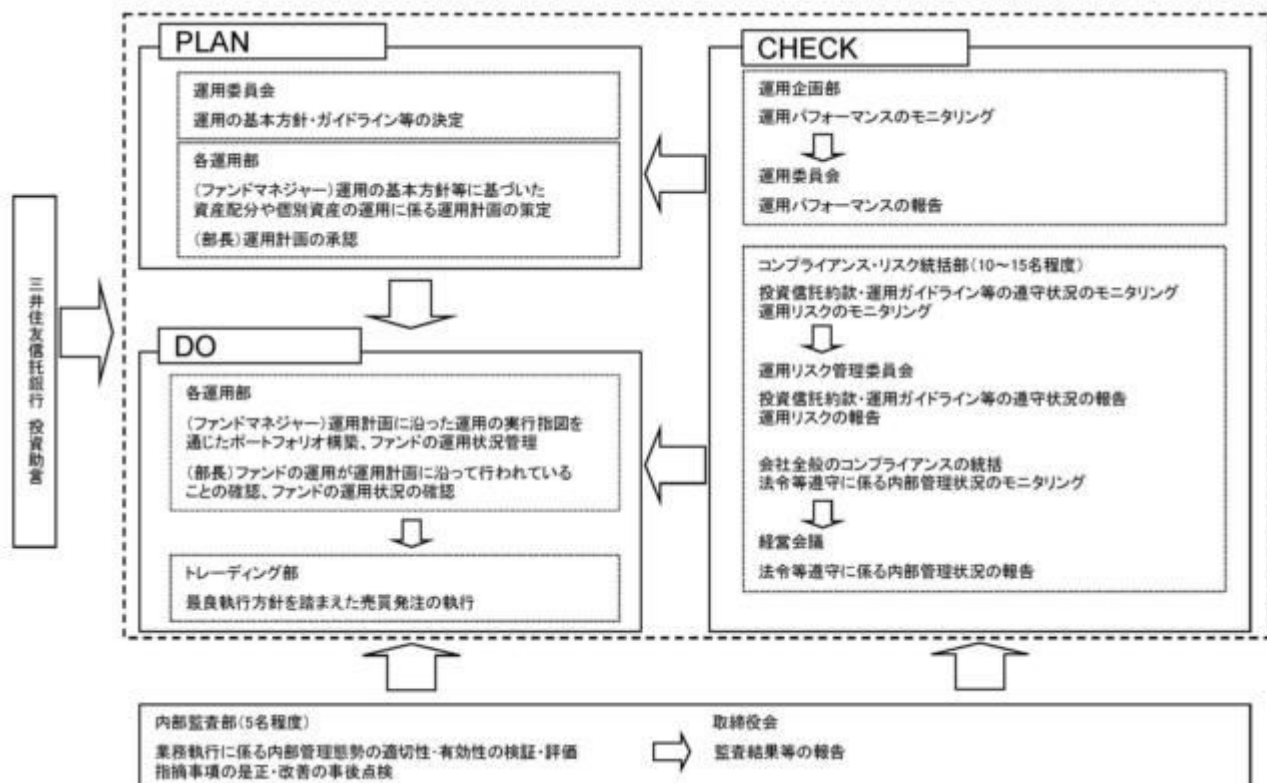 三井住友信託銀行 投資助言
PLAN
運用委員会
運用の基本方針・ガイドライン等の決定
各運用部
(ファンドマネジャー)運用の基本方針等に基づいた
資産配分や個別資産の運用に係る運用計画の策定
(部長)運用計画の承認
DO
各運用部
(ファンドマネジャー)運用計画に沿った運用の実行指図を
通じたポートフォリオ構築、ファンドの運用状況管理
(部長)ファンドの運用が運用計画に沿って行われている
ことの確認、ファンドの運用状況の確認
トレーディング部
最良執行方針を踏まえた売買発注の執行
CHECK
運用企画部
運用パフォーマンスのモニタリング
運用委員会
運用パフォーマンスの報告
コンプライアンス・リスク統括部(10～15名程度)
投資信託約款・運用ガイドライン等の遵守状況のモニタリング
運用リスクのモニタリング
運用リスク管理委員会
投資信託約款・運用ガイドライン等の遵守状況の報告
運用リスクの報告
会社全般のコンプライアンスの統括
法令等遵守に係る内部管理状況のモニタリング
経営会議
法令等遵守に係る内部管理状況の報告
内部監査部(5名程度)
業務執行に係る内部管理態勢の適切性・有効性の検証・評価
指摘事項の是正・改善の事後点検
取締役会
監査結果等の報告